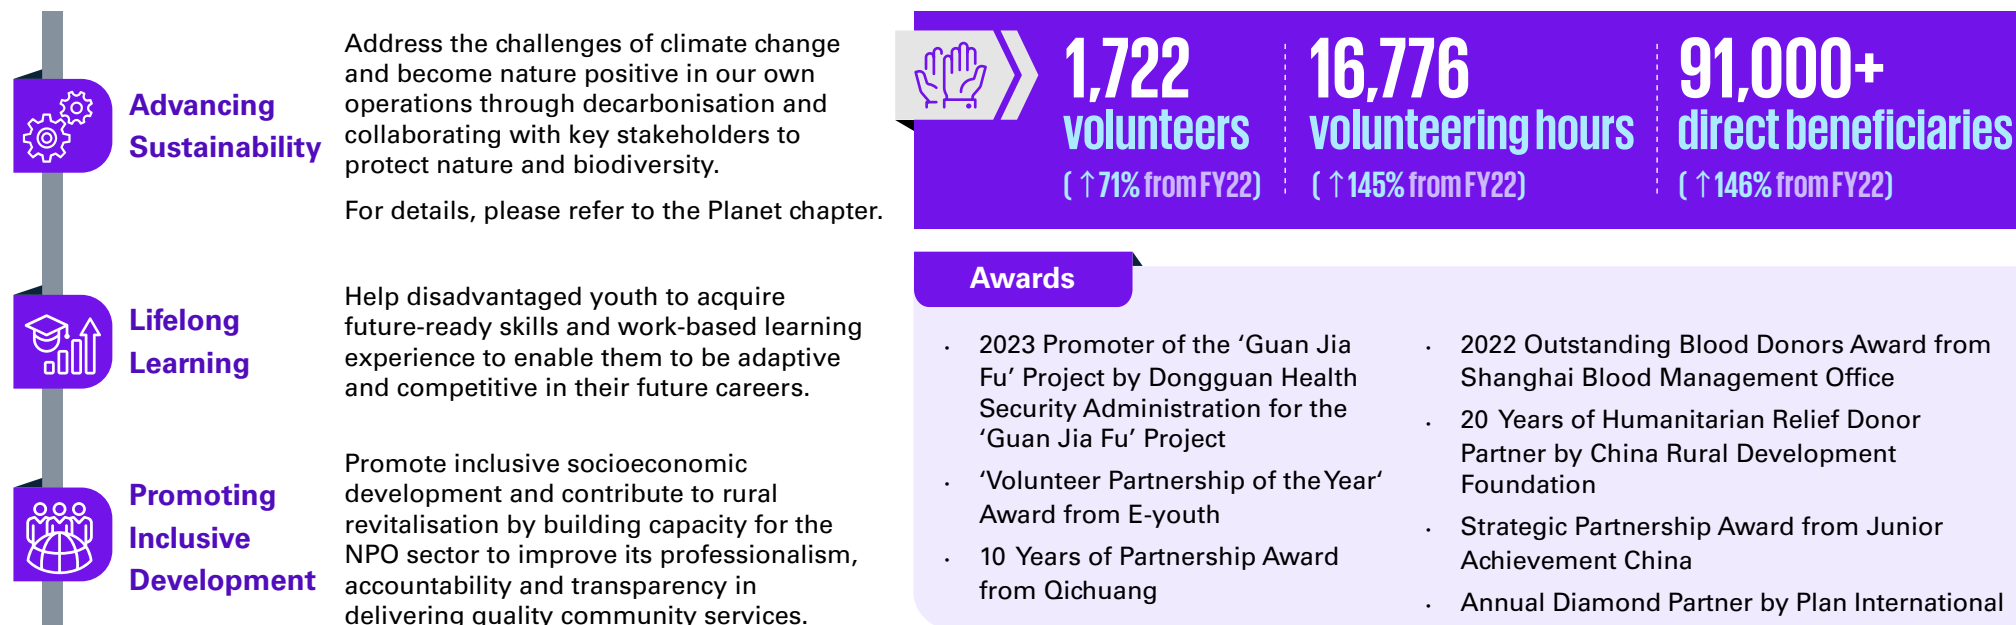 Advancing
Sustainability
Address the challenges of climate change
and become nature positive in our own
operations through decarbonisation and
collaborating with key stakeholders to
protect nature and biodiversity.
For details, please refer to the Planet chapter.
Lifelong
Learning
Help disadvantaged youth to acquire
future-ready skills and work-based learning
experience to enable them to be adaptive
and competitive in their future careers.
Promoting
Inclusive
Development
Promote inclusive socioeconomic
development and contribute to rural
revitalisation by building capacity for the
NPO sector to improve its professionalism,
accountability and transparency in
delivering quality community services.
1,722
volunteers
(↑71% from FY22)
16,776
volunteering hours
(↑145% from FY22)
91,000+
direct beneficiaries
(↑146% from FY22)
Awards
· 2023 Promoter of the ‘Guan Jia
Fu’ Project by Dongguan Health
Security Administration for the
‘Guan Jia Fu’ Project
· ‘Volunteer Partnership of the Year‘
Award from E-youth
· 10 Years of Partnership Award
from Qichuang
· 2022 Outstanding Blood Donors Award from
Shanghai Blood Management Office
· 20 Years of Humanitarian Relief Donor
Partner by China Rural Development
Foundation
· Strategic Partnership Award from Junior
Achievement China
· Annual Diamond Partner by Plan International